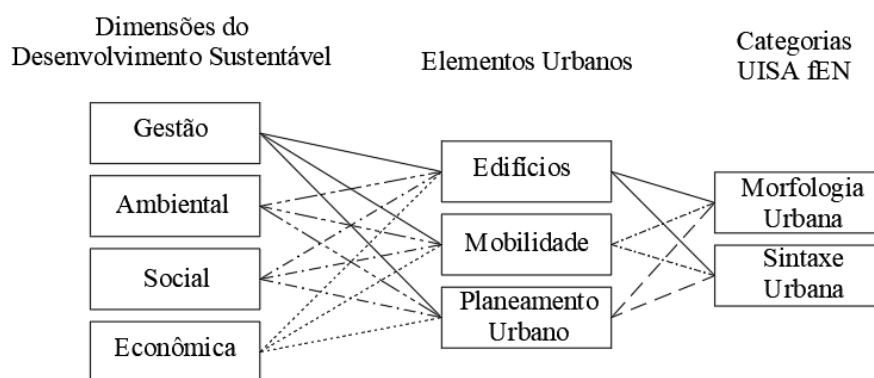 Dimensões do
Desenvolvimento Sustentável
Elementos Urbanos
Categorias
UISA fEN
Gestão
Ambiental
Social
Econômica
Edifícios
Mobilidade
Planeamento
Urbano
Morfologia
Urbana
Sintaxe
Urbana